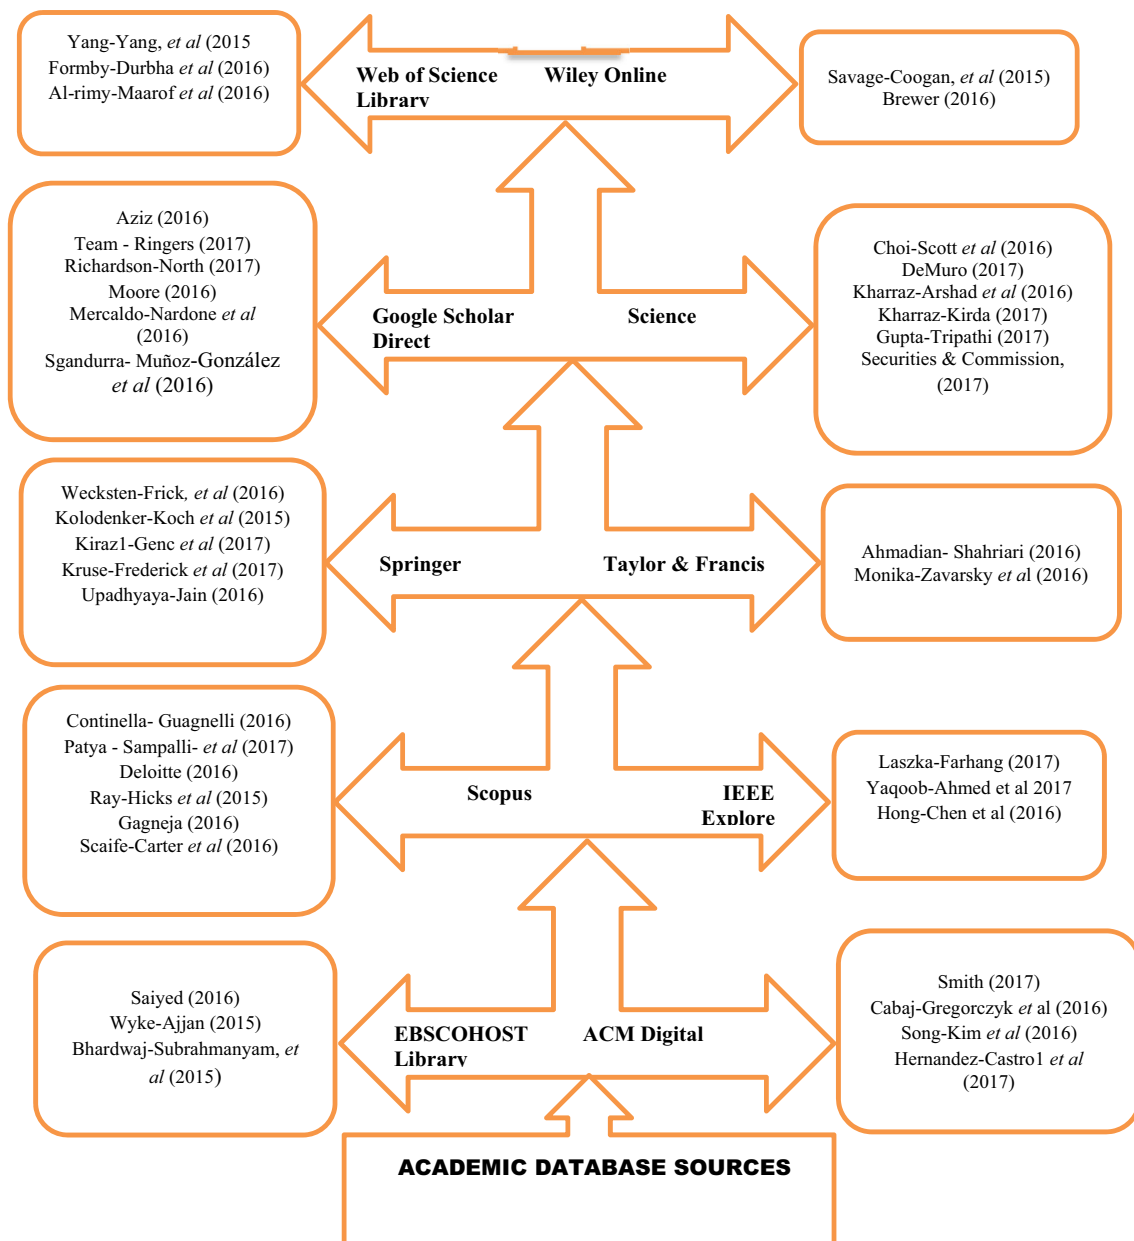 Yang-Yang, et al (2015
Formby-Durbha et al (2016)
Al-rimy-Maarof et al (2016)
Web of Science Wiley Online
Library
Savage-Coogan, et al (2015)
Brewer (2016)
Aziz (2016)
Team - Ringers (2017)
Richardson-North (2017)
Moore (2016)
Mercaldo-Nardone et al
(2016)
Sgandurra- Muñoz-González
et al (2016)
Google Scholar Science
Direct
Choi-Scott et al (2016)
DeMuro (2017)
Kharraz-Arshad et al (2016)
Kharraz-Kirda (2017)
Gupta-Tripathi (2017)
Securities & Commission,
(2017)
Wecksten-Frick, et al (2016)
Kolodenker-Koch et al (2015)
Kiraz1-Genc et al (2017)
Kruse-Frederick et al (2017)
Upadhyaya-Jain (2016)
Springer Taylor & Francis
Ahmadian- Shahriari (2016)
Monika-Zavarsky et al (2016)
Continella- Guagnelli (2016)
Patya - Sampalli- et al (2017)
Deloitte (2016)
Ray-Hicks et al (2015)
Gagneja (2016)
Scaife-Carter et al (2016)
Scopus IEEE
Explore
Laszka-Farhang (2017)
Yaqoob-Ahmed et al 2017
Hong-Chen et al (2016)
Saiyed (2016)
Wyke-Ajjan (2015)
Bhardwaj-Subrahmanyam, et
al (2015)
EBSCOHOST ACM Digital
Library
Smith (2017)
Cabaj-Gregorczyk et al (2016)
Song-Kim et al (2016)
Hernandez-Castro1 et al
(2017)
ACADEMIC DATABASE SOURCES